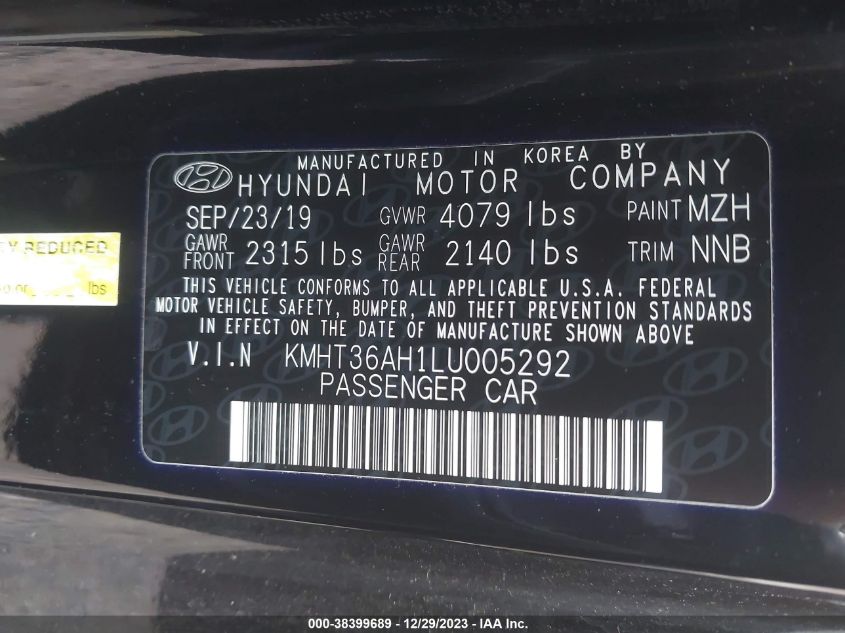 MANUFACTURED IN KOREA BY
HYUNDAI MOTOR COMPANY
SEP/23/19 GVWR 4079 lbs PAINT MZH
GAWR FRONT 2315 lbs GAWR REAR 2140 lbs TRIM NNB
THIS VEHICLE CONFORMS TO ALL APPLICABLE U.S.A. FEDERAL
MOTOR VEHICLE SAFETY, BUMPER, AND THEFT PREVENTION STANDARDS
IN EFFECT ON THE DATE OF MANUFACTURE SHOWN ABOVE
V.I.N KMHT36AH1LU005292
PASSENGER CAR
REDUCED
lbs
000-38399689 - 12/29/2023 - IAA Inc.